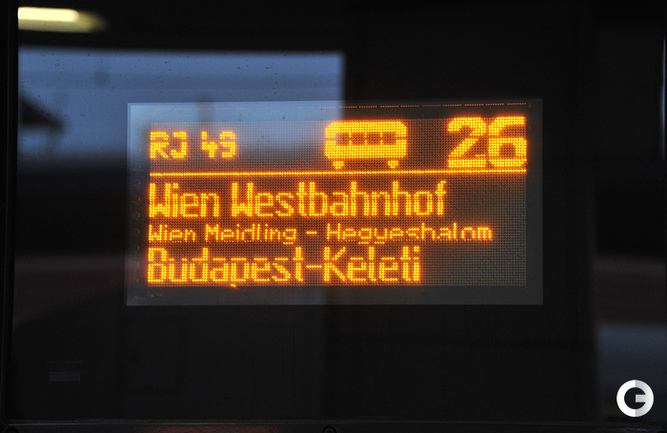 RJ 49 26
Wien Westbahnhof
Wien Meidling - Hegyeshalom
Budapest-Keleti